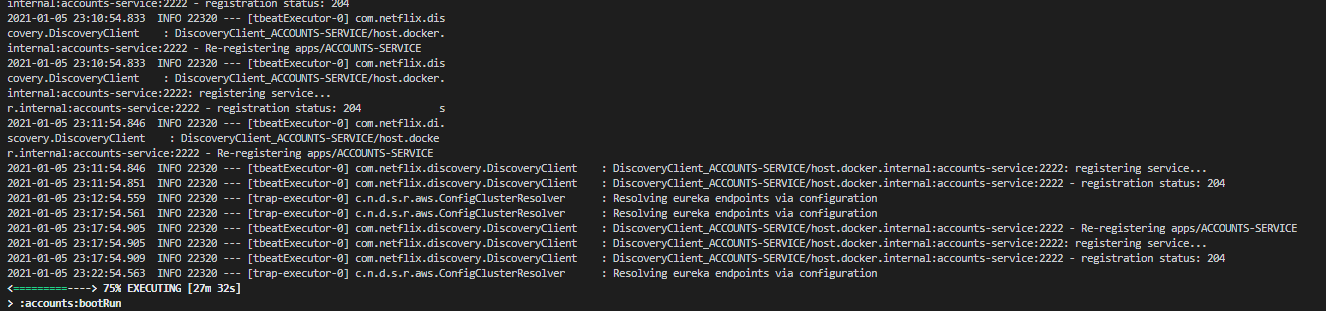 internal:accounts-service:2222 - registration status: 204
2021-01-05 23:10:54.833  INFO 22320 --- [tbeatExecutor-0] com.netflix.dis
covery.DiscoveryClient    : DiscoveryClient_ACCOUNTS-SERVICE/host.docker.
internal:accounts-service:2222 - Re-registering apps/ACCOUNTS-SERVICE
2021-01-05 23:10:54.833  INFO 22320 --- [tbeatExecutor-0] com.netflix.dis
covery.DiscoveryClient    : DiscoveryClient_ACCOUNTS-SERVICE/host.docker.
internal:accounts-service:2222: registering service...
r.internal:accounts-service:2222 - registration status: 204            s
2021-01-05 23:11:54.846  INFO 22320 --- [tbeatExecutor-0] com.netflix.di.
scovery.DiscoveryClient    : DiscoveryClient_ACCOUNTS-SERVICE/host.docke
r.internal:accounts-service:2222 - Re-registering apps/ACCOUNTS-SERVICE
2021-01-05 23:11:54.846  INFO 22320 --- [tbeatExecutor-0] com.netflix.discovery.DiscoveryClient    : DiscoveryClient_ACCOUNTS-SERVICE/host.docker.internal:accounts-service:2222: registering service...
2021-01-05 23:11:54.851  INFO 22320 --- [tbeatExecutor-0] com.netflix.discovery.DiscoveryClient    : DiscoveryClient_ACCOUNTS-SERVICE/host.docker.internal:accounts-service:2222 - registration status: 204
2021-01-05 23:12:54.559  INFO 22320 --- [trap-executor-0] c.n.d.s.r.aws.ConfigClusterResolver      : Resolving eureka endpoints via configuration
2021-01-05 23:17:54.561  INFO 22320 --- [trap-executor-0] c.n.d.s.r.aws.ConfigClusterResolver      : Resolving eureka endpoints via configuration
2021-01-05 23:17:54.905  INFO 22320 --- [tbeatExecutor-0] com.netflix.discovery.DiscoveryClient    : DiscoveryClient_ACCOUNTS-SERVICE/host.docker.internal:accounts-service:2222 - Re-registering apps/ACCOUNTS-SERVICE
2021-01-05 23:17:54.905  INFO 22320 --- [tbeatExecutor-0] com.netflix.discovery.DiscoveryClient    : DiscoveryClient_ACCOUNTS-SERVICE/host.docker.internal:accounts-service:2222: registering service...
2021-01-05 23:17:54.909  INFO 22320 --- [tbeatExecutor-0] com.netflix.discovery.DiscoveryClient    : DiscoveryClient_ACCOUNTS-SERVICE/host.docker.internal:accounts-service:2222 - registration status: 204
2021-01-05 23:22:54.563  INFO 22320 --- [trap-executor-0] c.n.d.s.r.aws.ConfigClusterResolver      : Resolving eureka endpoints via configuration
<=========----> 75% EXECUTING [27m 32s]
> :accounts:bootRun